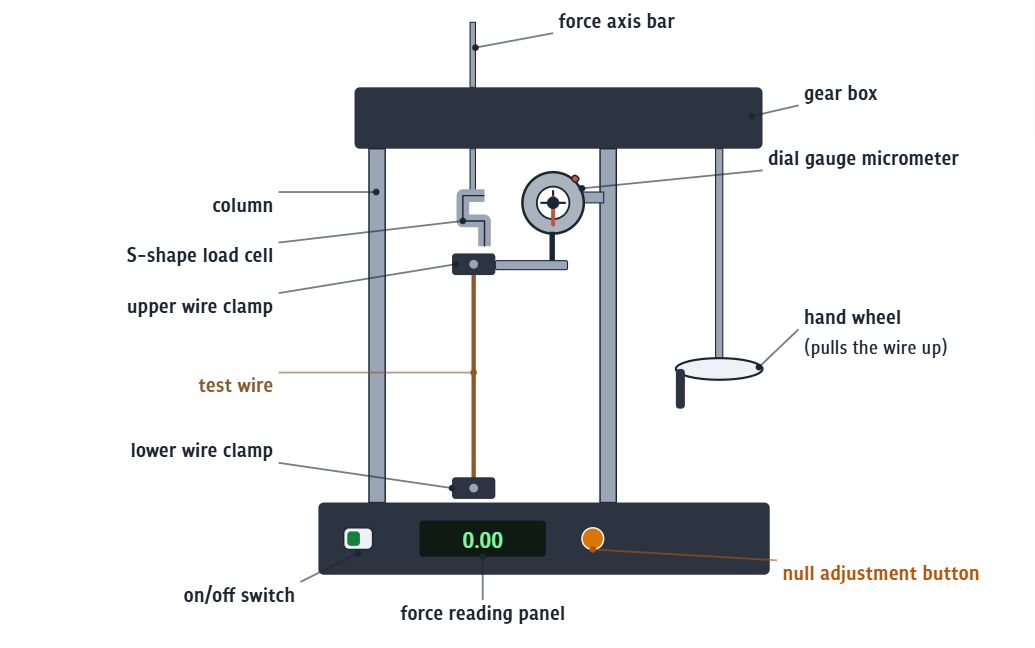 force axis bar
gear box
dial gauge micrometer
column
S-shape load cell
upper wire clamp
hand wheel
(pulls the wire up)
test wire
lower wire clamp
0.00
null adjustment button
on/off switch
force reading panel